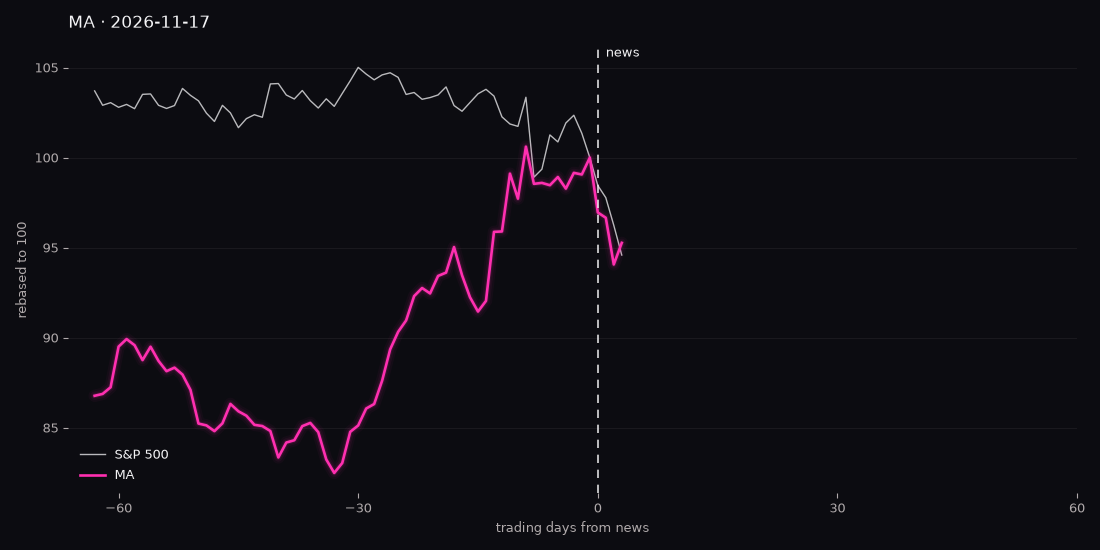 MA · 2026-11-17
news
105
100
95
90
85
rebased to 100
S&P 500
MA
−60
−30
0
30
60
trading days from news